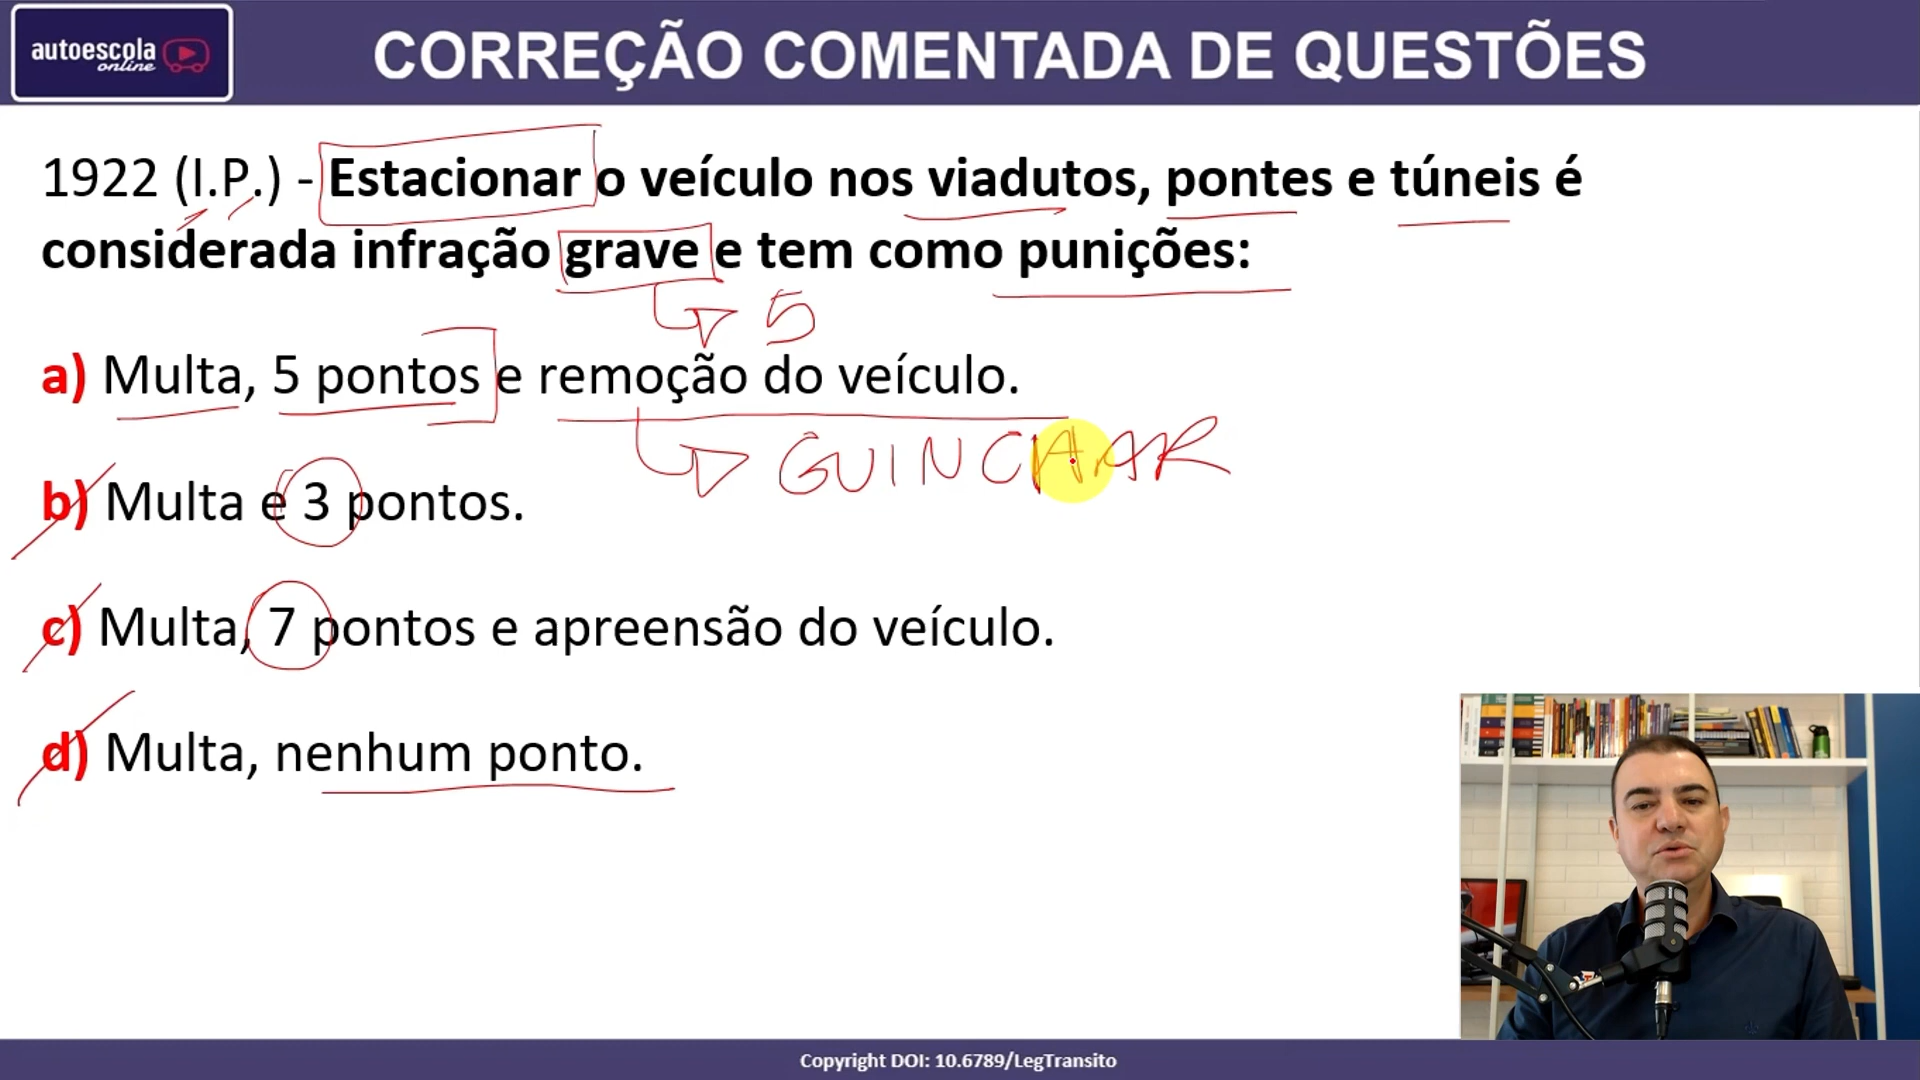 autoescola
online
CORREÇÃO COMENTADA DE QUESTÕES
1922 (I.P.) - Estacionar o veículo nos viadutos, pontes e túneis é
considerada infração grave e tem como punições:
5
a) Multa, 5 pontos e remoção do veículo.
GUINCHAR
b) Multa e 3 pontos.
c) Multa, 7 pontos e apreensão do veículo.
d) Multa, nenhum ponto.
Copyright DOI: 10.6789/LegTransito